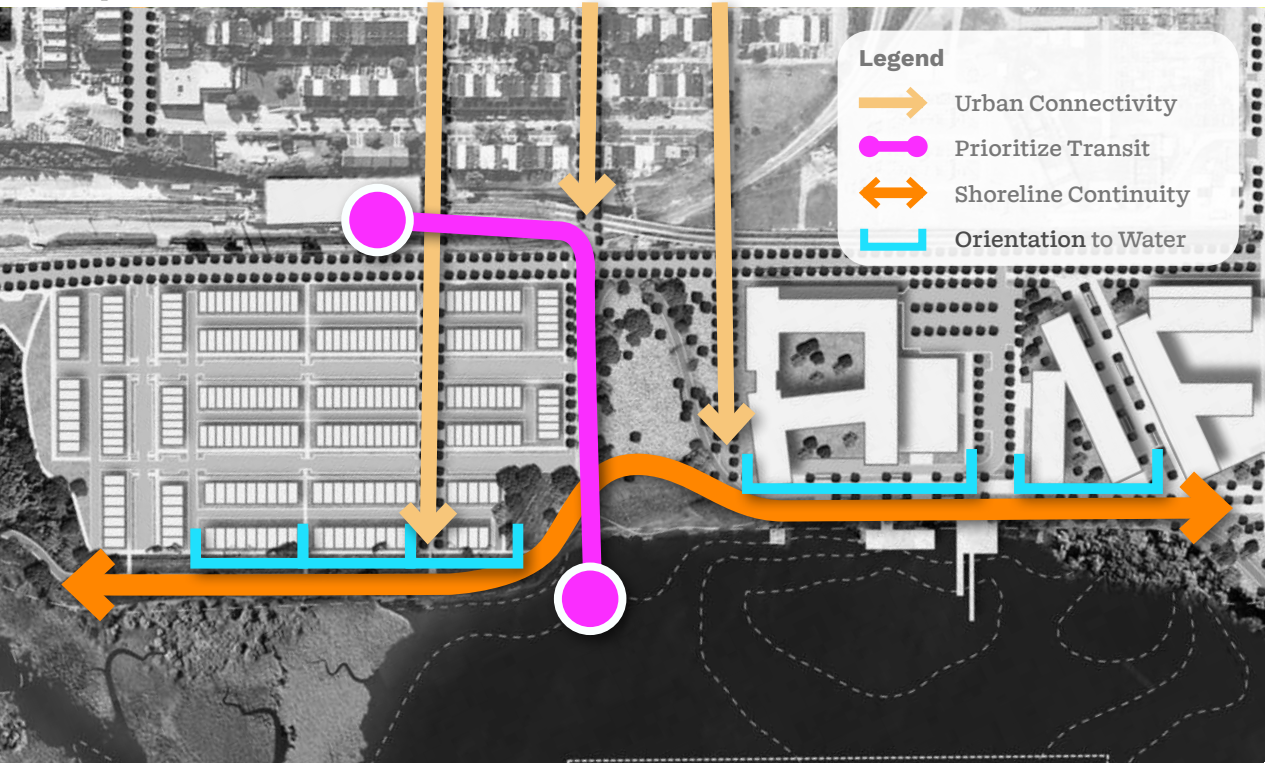 Legend
Urban Connectivity
Prioritize Transit
Shoreline Continuity
Orientation to Water